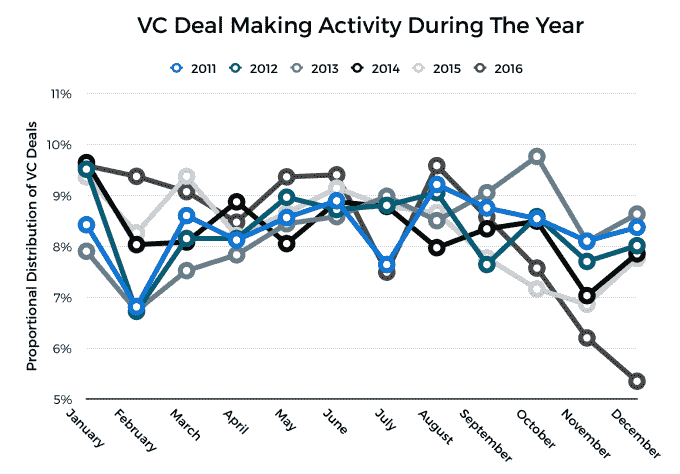 VC Deal Making Activity During The Year
2011 2012 2013 2014 2015 2016
Proportional Distribution of VC Deals
11%
10%
9%
8%
7%
6%
5%
January February March April May June July August September October November December